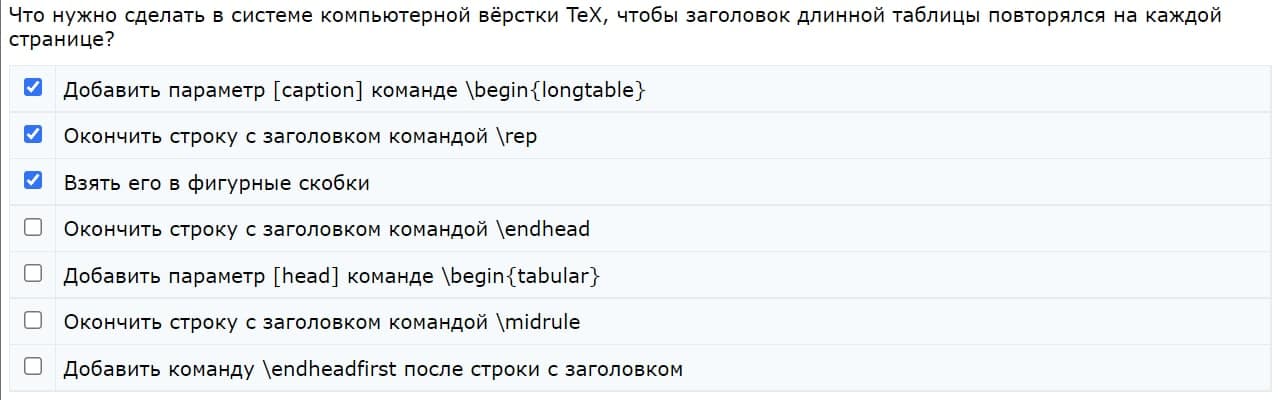 Что нужно сделать в системе компьютерной вёрстки TeX, чтобы заголовок длинной таблицы повторялся на каждой
странице?
Добавить параметр [caption] команде \begin{longtable}
Окончить строку с заголовком командой \rep
Взять его в фигурные скобки
Окончить строку с заголовком командой \endhead
Добавить параметр [head] команде \begin{tabular}
Окончить строку с заголовком командой \midrule
Добавить команду \endheadfirst после строки с заголовком